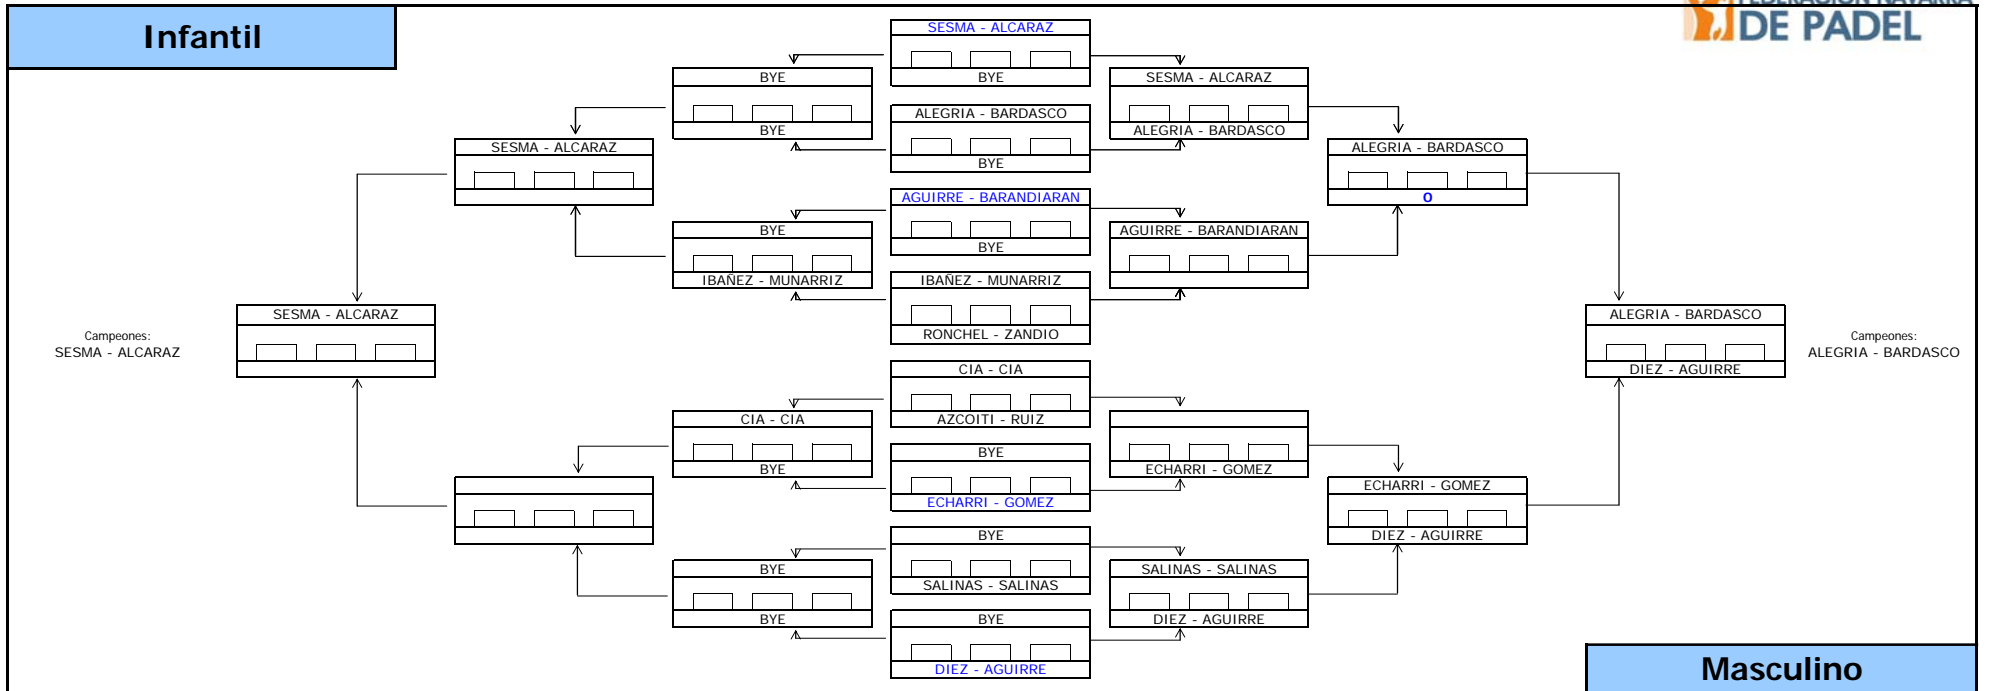 Infantil
FEDERACIÓN NAVARRA
DE PADEL
SESMA - ALCARAZ
BYE
BYE
BYE
SESMA - ALCARAZ
ALEGRIA - BARDASCO
ALEGRIA - BARDASCO
BYE
SESMA - ALCARAZ
ALEGRIA - BARDASCO
O
AGUIRRE - BARANDIARAN
BYE
BYE
IBAÑEZ - MUNARRIZ
AGUIRRE - BARANDIARAN
IBAÑEZ - MUNARRIZ
RONCHEL - ZANDIO
Campeones:
SESMA - ALCARAZ
SESMA - ALCARAZ
ALEGRIA - BARDASCO
DIEZ - AGUIRRE
Campeones:
ALEGRIA - BARDASCO
CIA - CIA
AZCOITI - RUIZ
CIA - CIA
BYE
ECHARRI - GOMEZ
BYE
ECHARRI - GOMEZ
ECHARRI - GOMEZ
DIEZ - AGUIRRE
BYE
SALINAS - SALINAS
BYE
BYE
SALINAS - SALINAS
DIEZ - AGUIRRE
BYE
DIEZ - AGUIRRE
Masculino